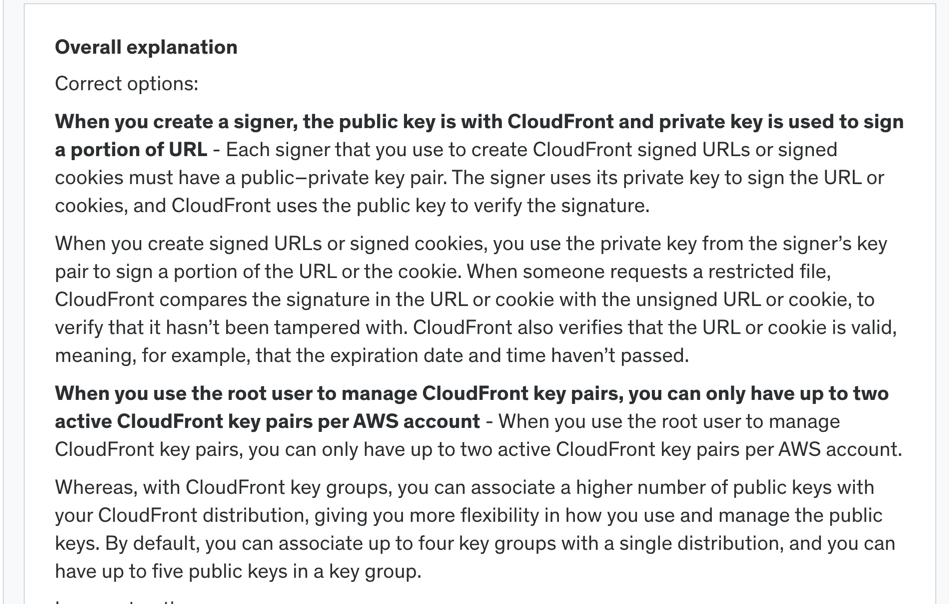 Overall explanation
Correct options:
When you create a signer, the public key is with CloudFront and private key is used to sign
a portion of URL - Each signer that you use to create CloudFront signed URLs or signed
cookies must have a public–private key pair. The signer uses its private key to sign the URL or
cookies, and CloudFront uses the public key to verify the signature.
When you create signed URLs or signed cookies, you use the private key from the signer’s key
pair to sign a portion of the URL or the cookie. When someone requests a restricted file,
CloudFront compares the signature in the URL or cookie with the unsigned URL or cookie, to
verify that it hasn’t been tampered with. CloudFront also verifies that the URL or cookie is valid,
meaning, for example, that the expiration date and time haven’t passed.
When you use the root user to manage CloudFront key pairs, you can only have up to two
active CloudFront key pairs per AWS account - When you use the root user to manage
CloudFront key pairs, you can only have up to two active CloudFront key pairs per AWS account.
Whereas, with CloudFront key groups, you can associate a higher number of public keys with
your CloudFront distribution, giving you more flexibility in how you use and manage the public
keys. By default, you can associate up to four key groups with a single distribution, and you can
have up to five public keys in a key group.